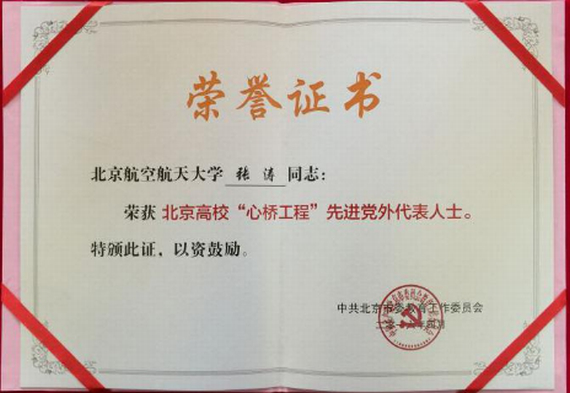 荣誉证书
北京航空航天大学 张涛 同志：
荣获 北京高校“心桥工程”先进党外代表人士。
特颁此证，以资鼓励。
中共北京市委教育工作委员会